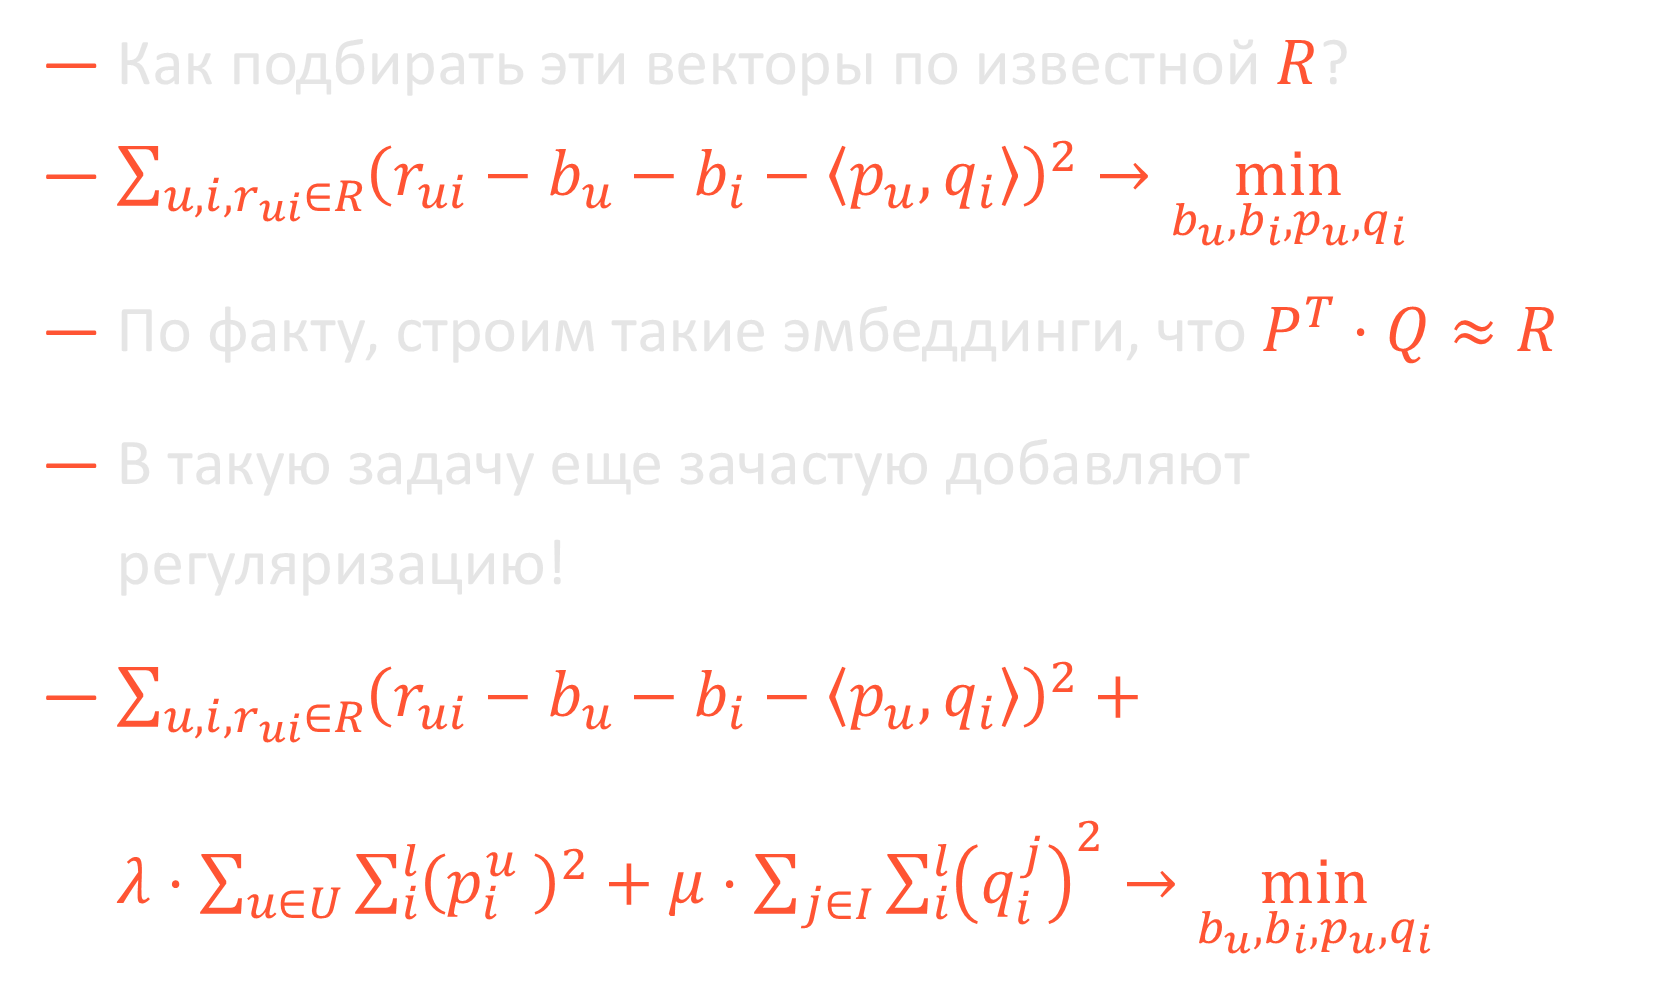 — Как подбирать эти векторы по известной R?
— ∑_{u,i,r_{ui}∈R}(r_{ui} − b_u − b_i − ⟨p_u, q_i⟩)² → min_{b_u,b_i,p_u,q_i}
— По факту, строим такие эмбеддинги, что P^T · Q ≈ R
— В такую задачу еще зачастую добавляют
регуляризацию!
— ∑_{u,i,r_{ui}∈R}(r_{ui} − b_u − b_i − ⟨p_u, q_i⟩)² +
λ · ∑_{u∈U} ∑_i^l(p_i^u )² + μ · ∑_{j∈I} ∑_i^l(q_i^j)² → min_{b_u,b_i,p_u,q_i}